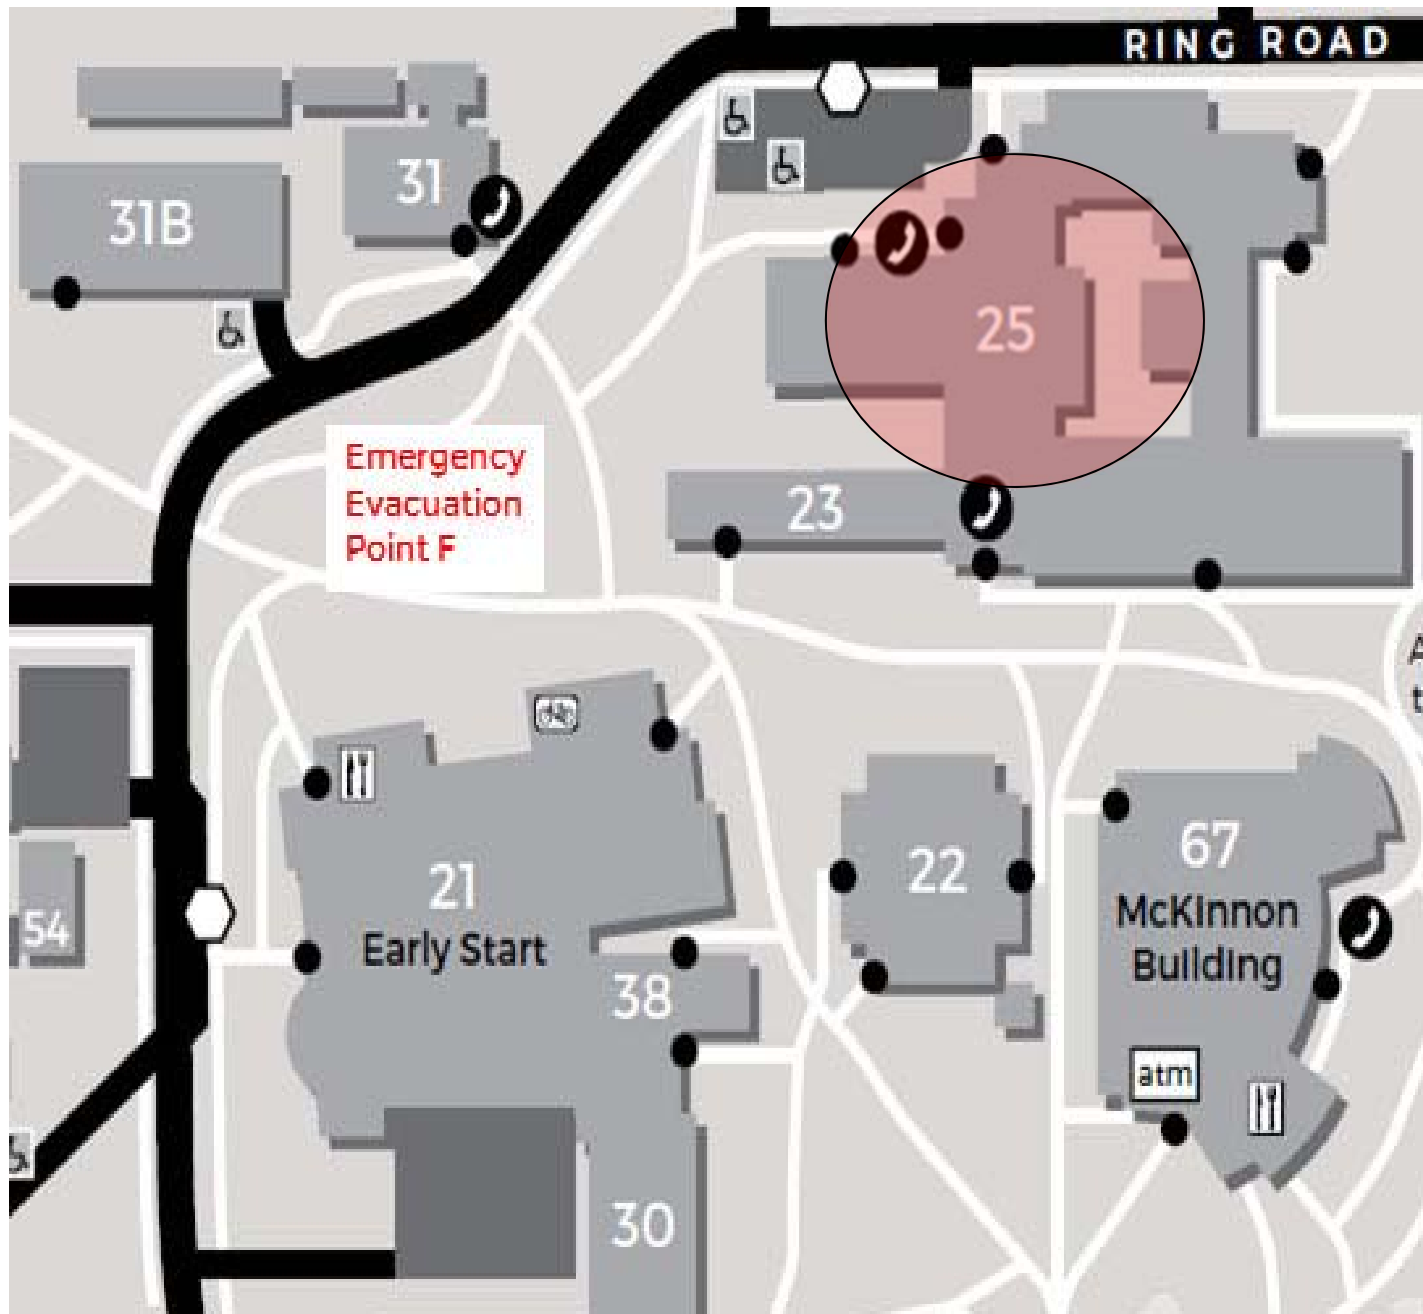 RING ROAD
31
31B
25
Emergency
Evacuation
Point F
23
21
Early Start
22
67
McKinnon
Building
54
38
atm
30